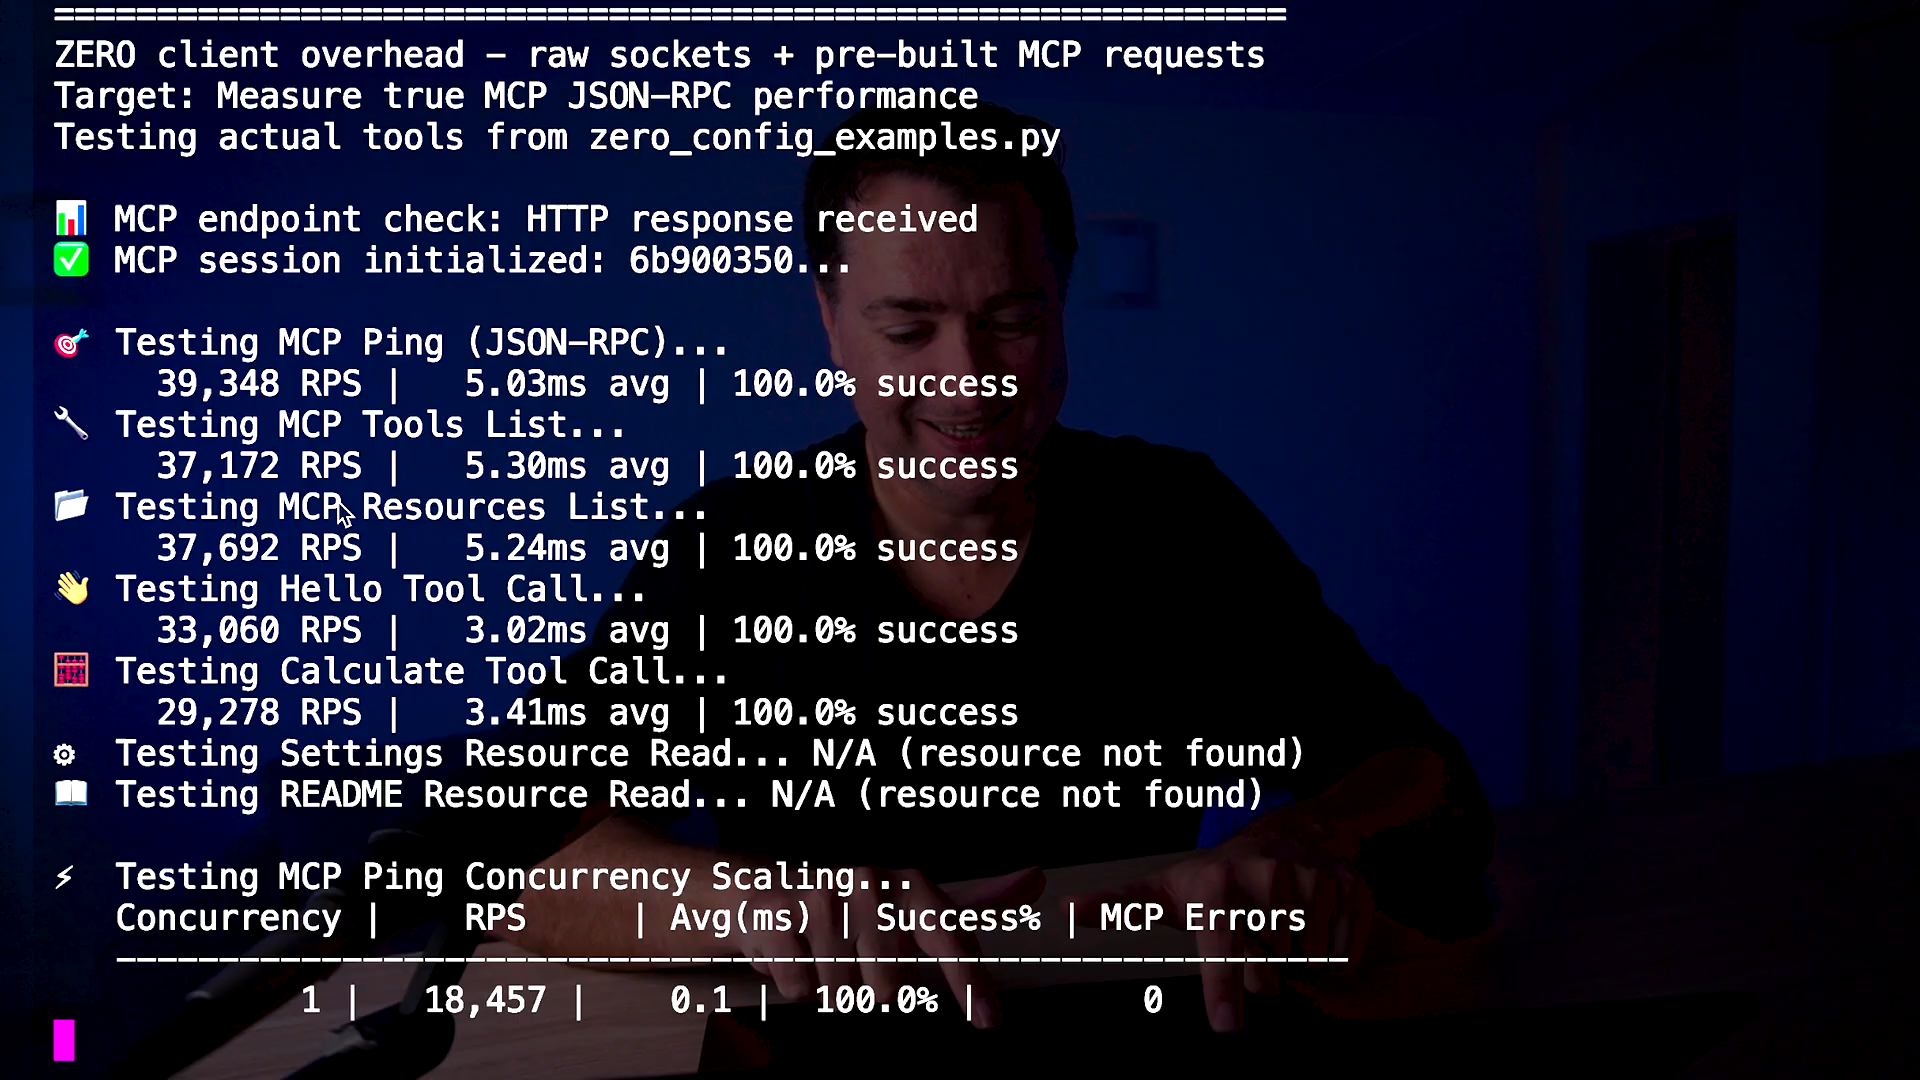 ZERO client overhead - raw sockets + pre-built MCP requests
Target: Measure true MCP JSON-RPC performance
Testing actual tools from zero_config_examples.py
MCP endpoint check: HTTP response received
MCP session initialized: 6b900350...
Testing MCP Ping (JSON-RPC)...
39,348 RPS | 5.03ms avg | 100.0% success
Testing MCP Tools List...
37,172 RPS | 5.30ms avg | 100.0% success
Testing MCP Resources List...
37,692 RPS | 5.24ms avg | 100.0% success
Testing Hello Tool Call...
33,060 RPS | 3.02ms avg | 100.0% success
Testing Calculate Tool Call...
29,278 RPS | 3.41ms avg | 100.0% success
Testing Settings Resource Read... N/A (resource not found)
Testing README Resource Read... N/A (resource not found)
Testing MCP Ping Concurrency Scaling...
Concurrency | RPS | Avg(ms) | Success% | MCP Errors
1 | 18,457 | 0.1 | 100.0% | 0